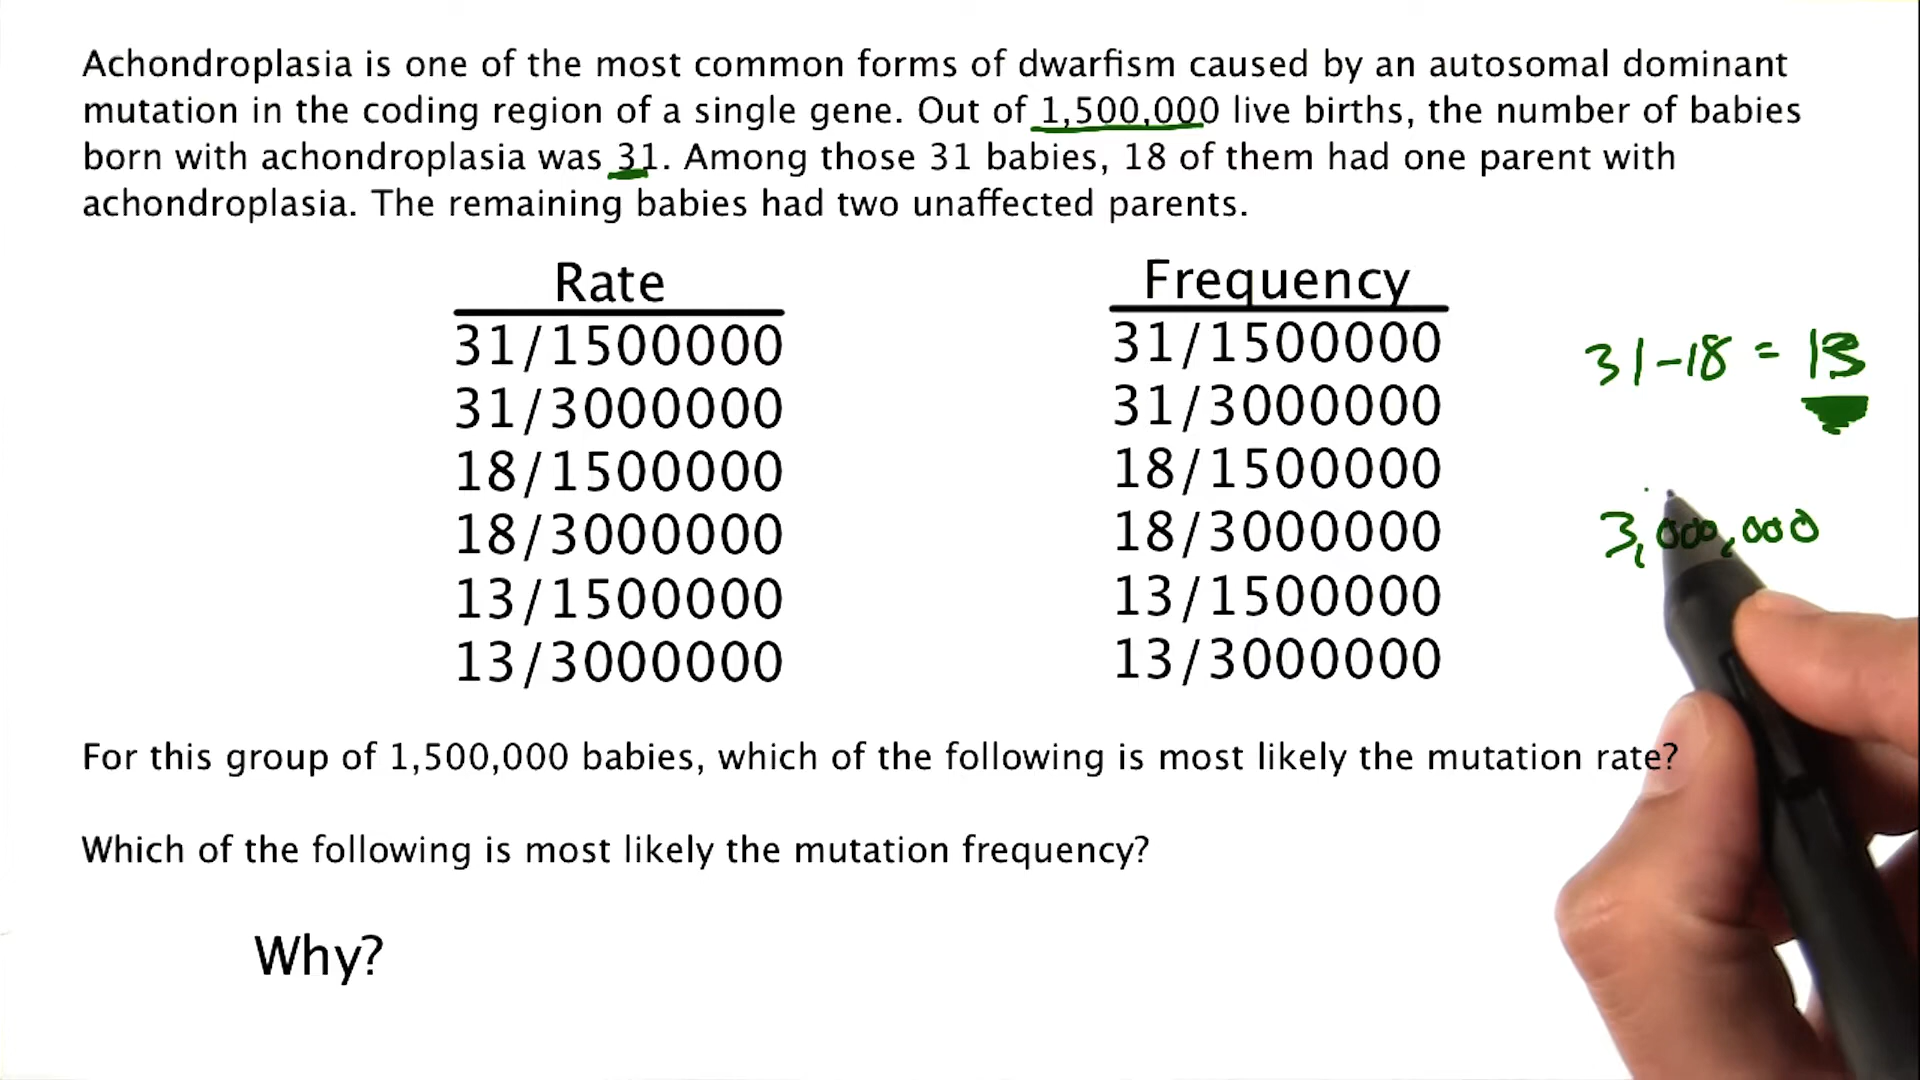 Achondroplasia is one of the most common forms of dwarfism caused by an autosomal dominant
mutation in the coding region of a single gene. Out of 1,500,000 live births, the number of babies
born with achondroplasia was 31. Among those 31 babies, 18 of them had one parent with
achondroplasia. The remaining babies had two unaffected parents.
Rate
31/1500000
31/3000000
18/1500000
18/3000000
13/1500000
13/3000000
Frequency
31/1500000
31/3000000
18/1500000
18/3000000
13/1500000
13/3000000
31-18 = 13
3,000,000
For this group of 1,500,000 babies, which of the following is most likely the mutation rate?
Which of the following is most likely the mutation frequency?
Why?